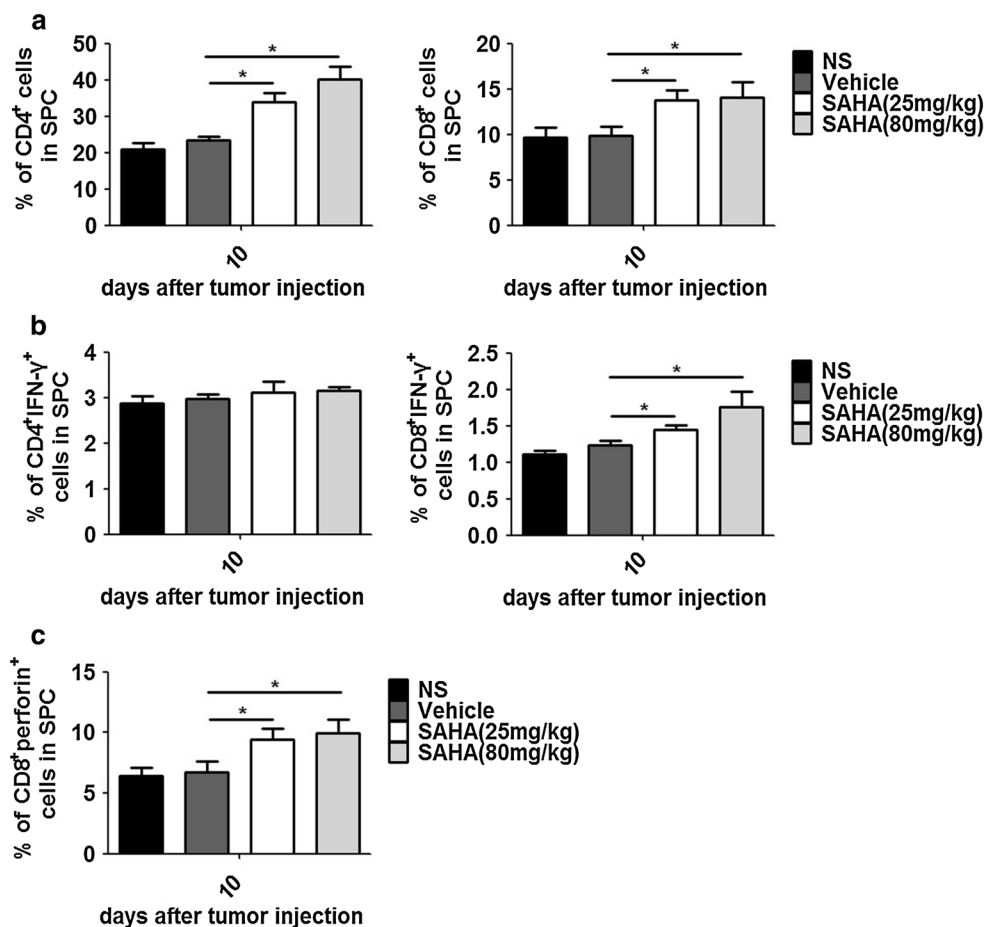 a
% of CD4⁺ cells
in SPC
50
40
30
20
10
0
*
*
10
days after tumor injection
% of CD8⁺ cells
in SPC
20
15
10
5
0
*
*
10
days after tumor injection
NS
Vehicle
SAHA(25mg/kg)
SAHA(80mg/kg)
b
% of CD4⁺IFN-γ⁺
cells in SPC
4
3
2
1
0
10
days after tumor injection
% of CD8⁺IFN-γ⁺
cells in SPC
2.5
2.0
1.5
1.0
0.5
0.0
*
*
10
days after tumor injection
NS
Vehicle
SAHA(25mg/kg)
SAHA(80mg/kg)
c
% of CD8⁺perforin⁺
cells in SPC
15
10
5
0
*
*
10
days after tumor injection
NS
Vehicle
SAHA(25mg/kg)
SAHA(80mg/kg)